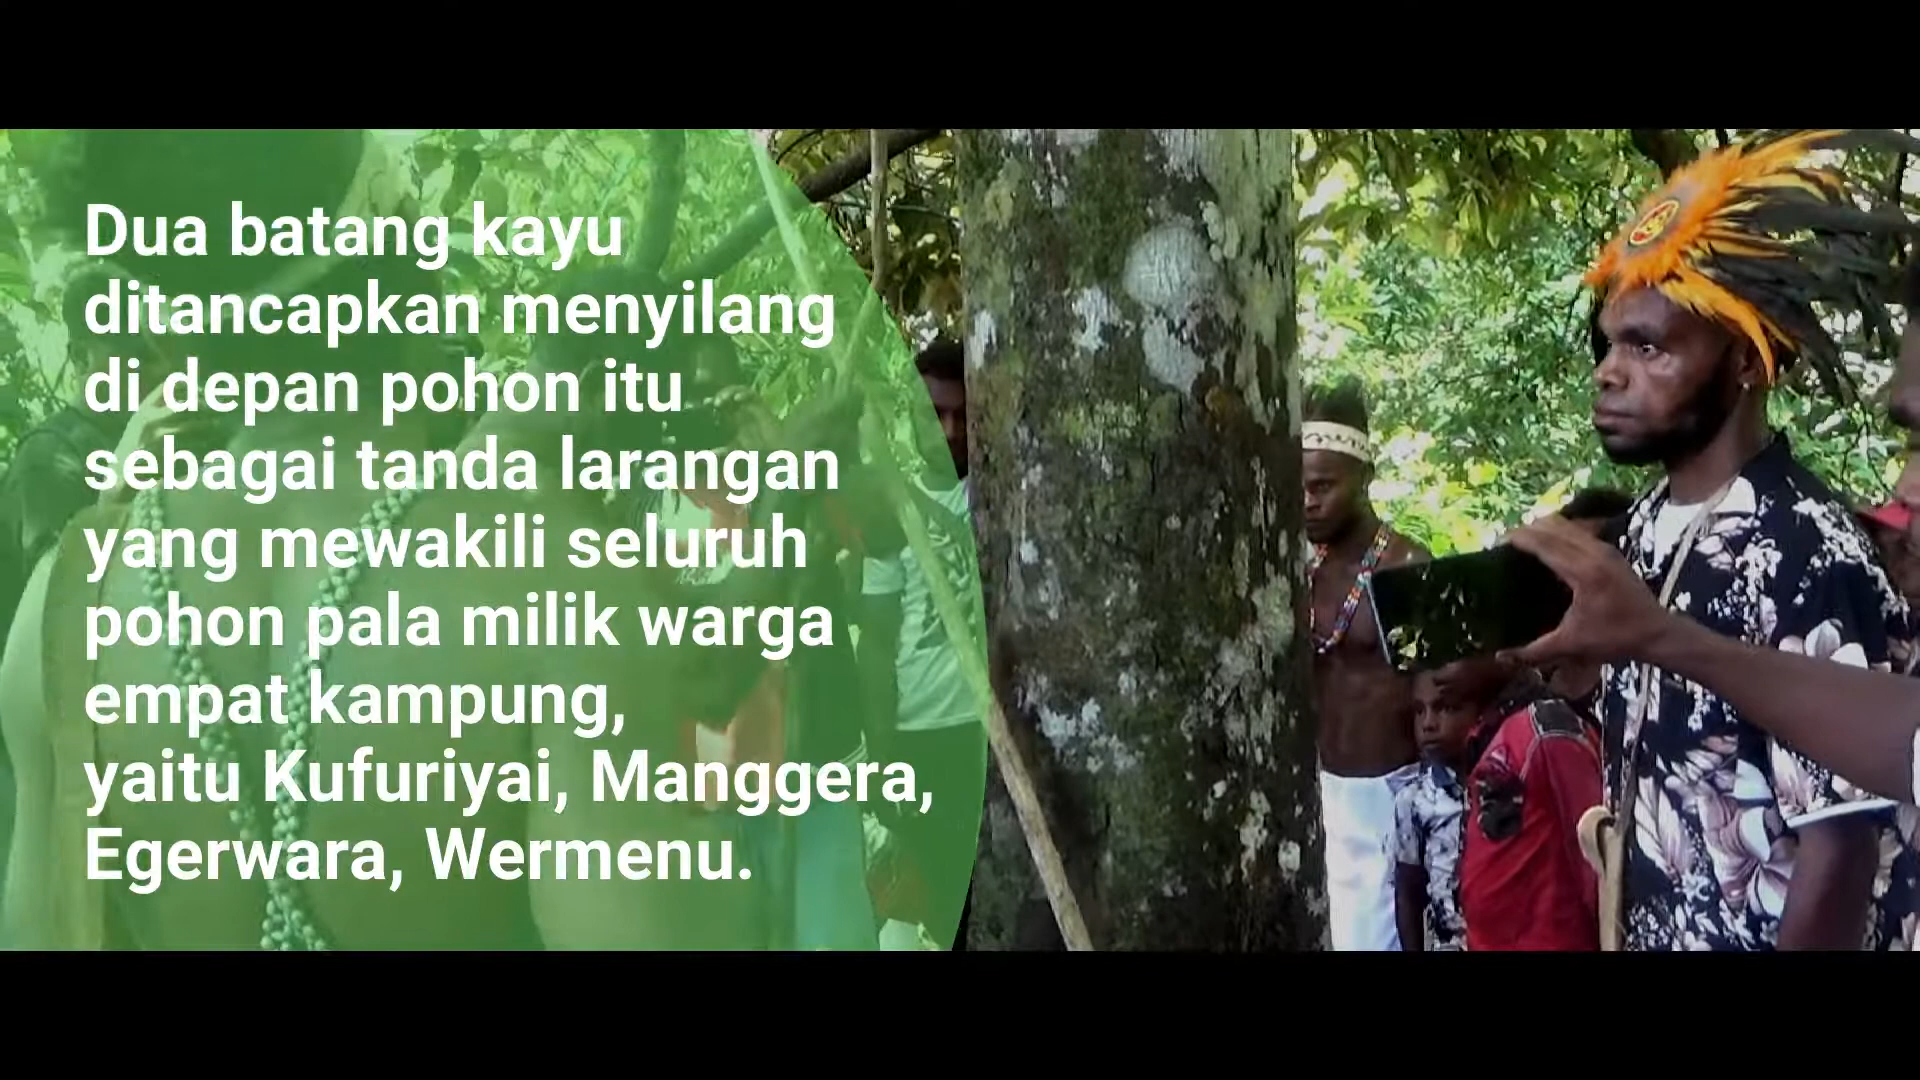 Dua batang kayu
ditancapkan menyilang
di depan pohon itu
sebagai tanda larangan
yang mewakili seluruh
pohon pala milik warga
empat kampung,
yaitu Kufuriyai, Manggera,
Egerwara, Wermenu.